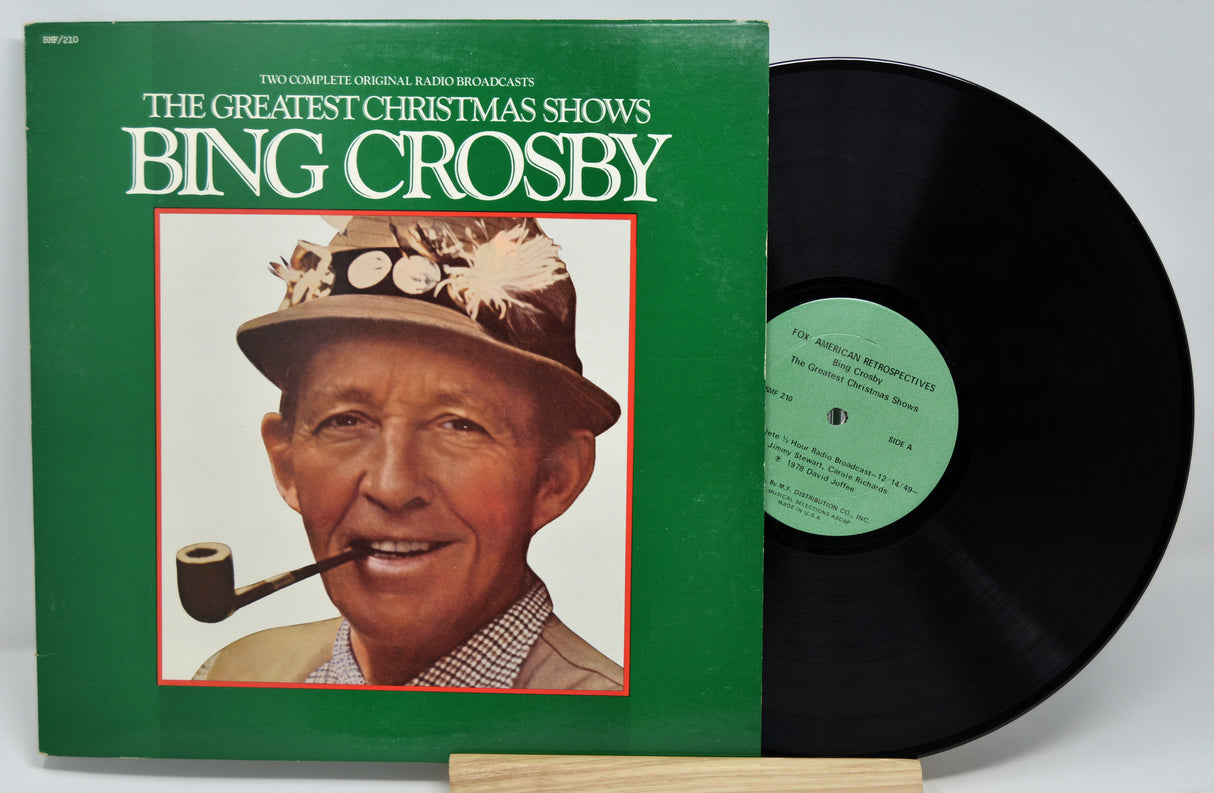 BMF/210
TWO COMPLETE ORIGINAL RADIO BROADCASTS
THE GREATEST CHRISTMAS SHOWS
BING CROSBY
FOX-AMERICAN RETROSPECTIVES
Bing Crosby
The Greatest Christmas Shows
BMF 210
SIDE A
½ Hour Radio Broadcast-12/14/49-
Jimmy Stewart, Carole Richards
℗ 1978 David Joffee
By M.F. DISTRIBUTION CO., INC.
MUSICAL SELECTIONS ASCAP
MADE IN U.S.A